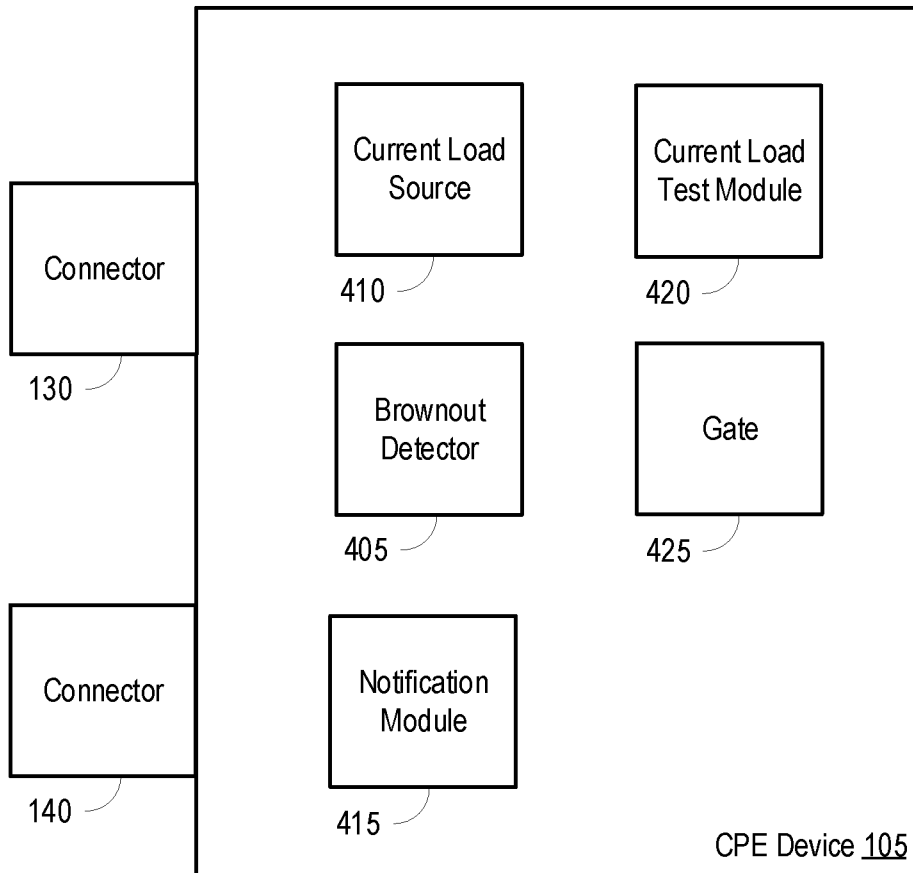 Current Load
Source
410
Current Load
Test Module
420
Connector
130
Brownout
Detector
405
Gate
425
Connector
140
Notification
Module
415
CPE Device 105